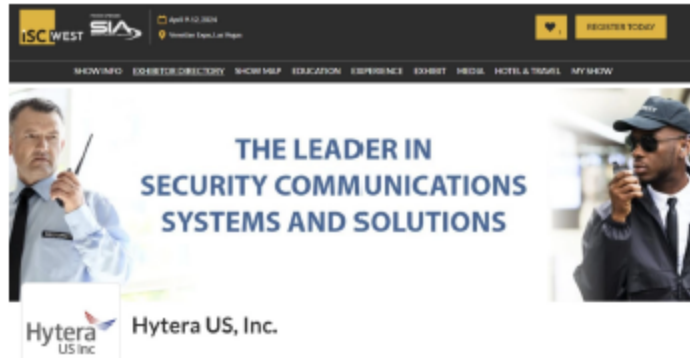 ISC WEST
SIA
April 9-12, 2024
Venetian Expo, Las Vegas
REGISTER TODAY
SHOW INFO EXHIBITOR DIRECTORY SHOW MAP EDUCATION EXPERIENCE EXHIBIT MEDIA HOTEL & TRAVEL MY SHOW
THE LEADER IN
SECURITY COMMUNICATIONS
SYSTEMS AND SOLUTIONS
SECURITY
Hytera
US Inc
Hytera US, Inc.